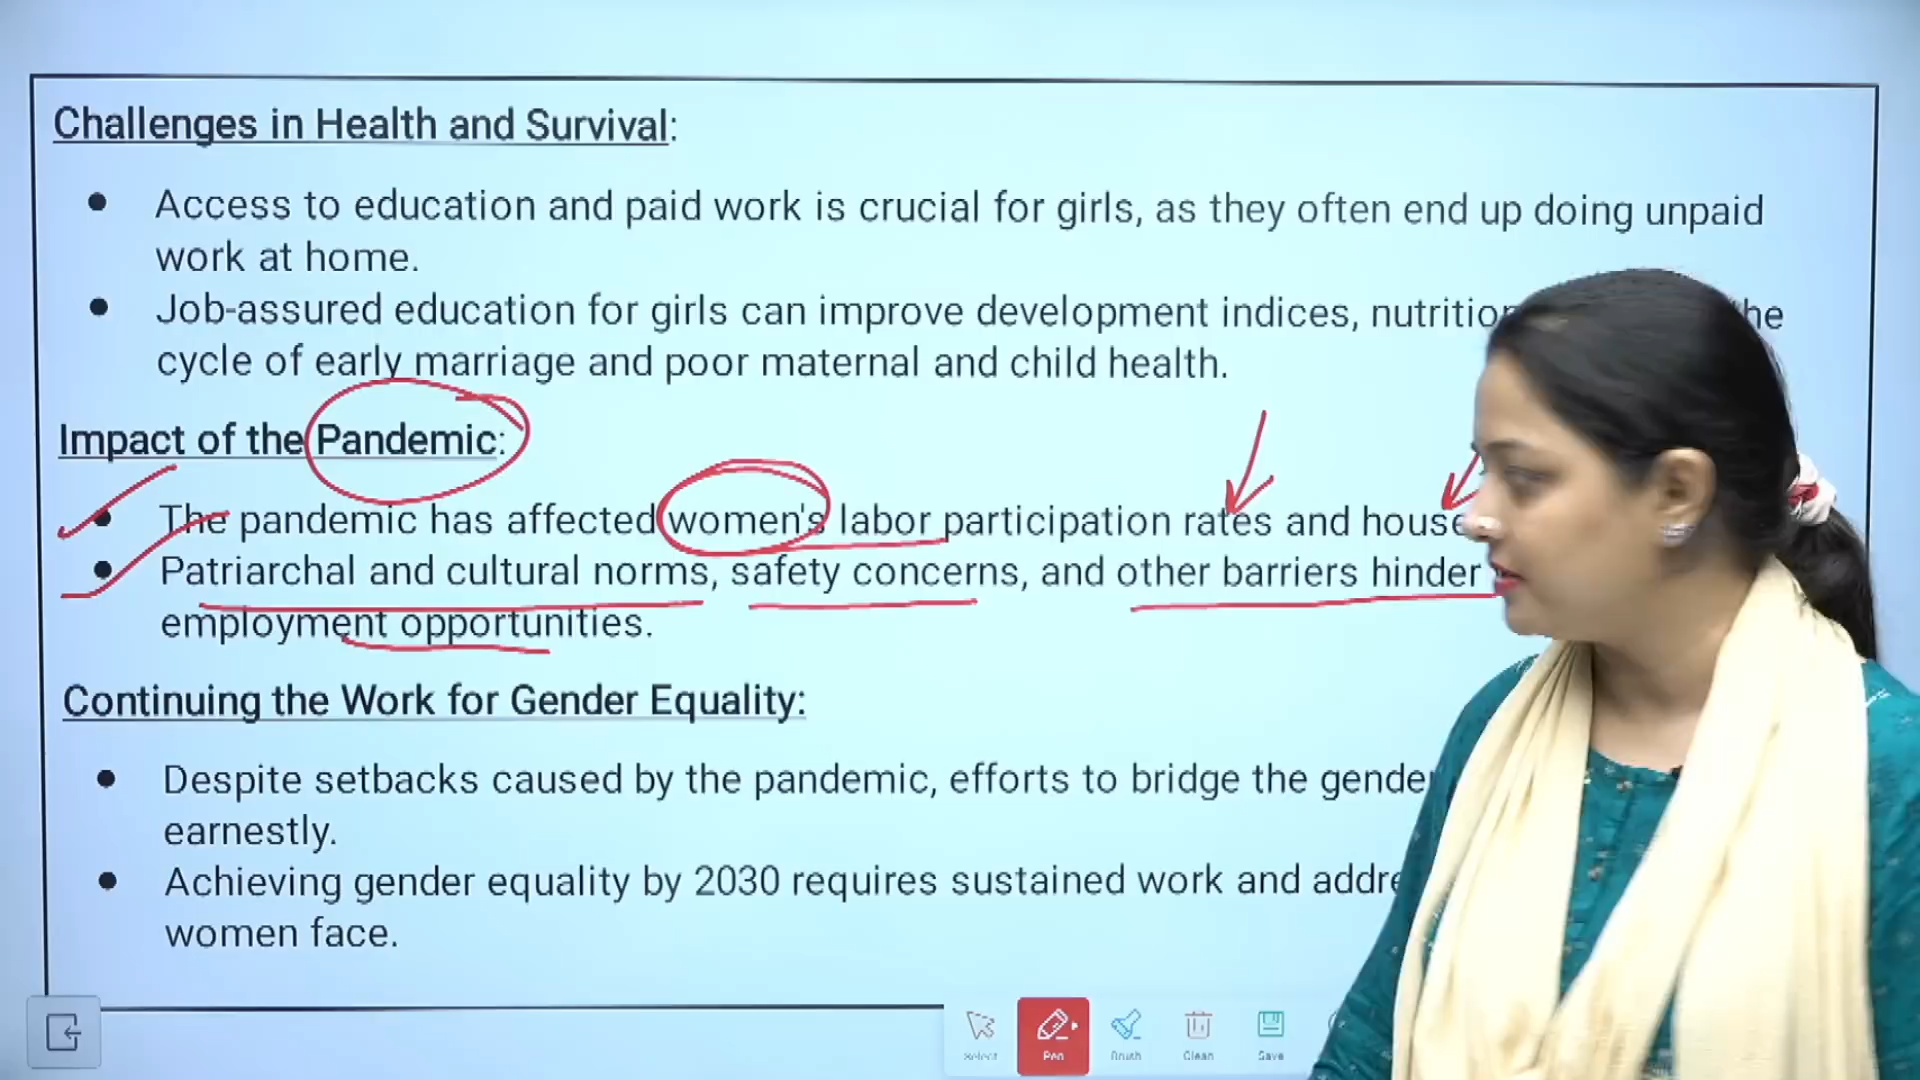 Challenges in Health and Survival:
● Access to education and paid work is crucial for girls, as they often end up doing unpaid
work at home.
● Job-assured education for girls can improve development indices, nutrition
cycle of early marriage and poor maternal and child health.
Impact of the Pandemic:
● The pandemic has affected women's labor participation rates and
● Patriarchal and cultural norms, safety concerns, and other barriers hinder
employment opportunities.
Continuing the Work for Gender Equality:
● Despite setbacks caused by the pandemic, efforts to bridge the gender
earnestly.
● Achieving gender equality by 2030 requires sustained work and
women face.
Select Pen Brush Clean Save